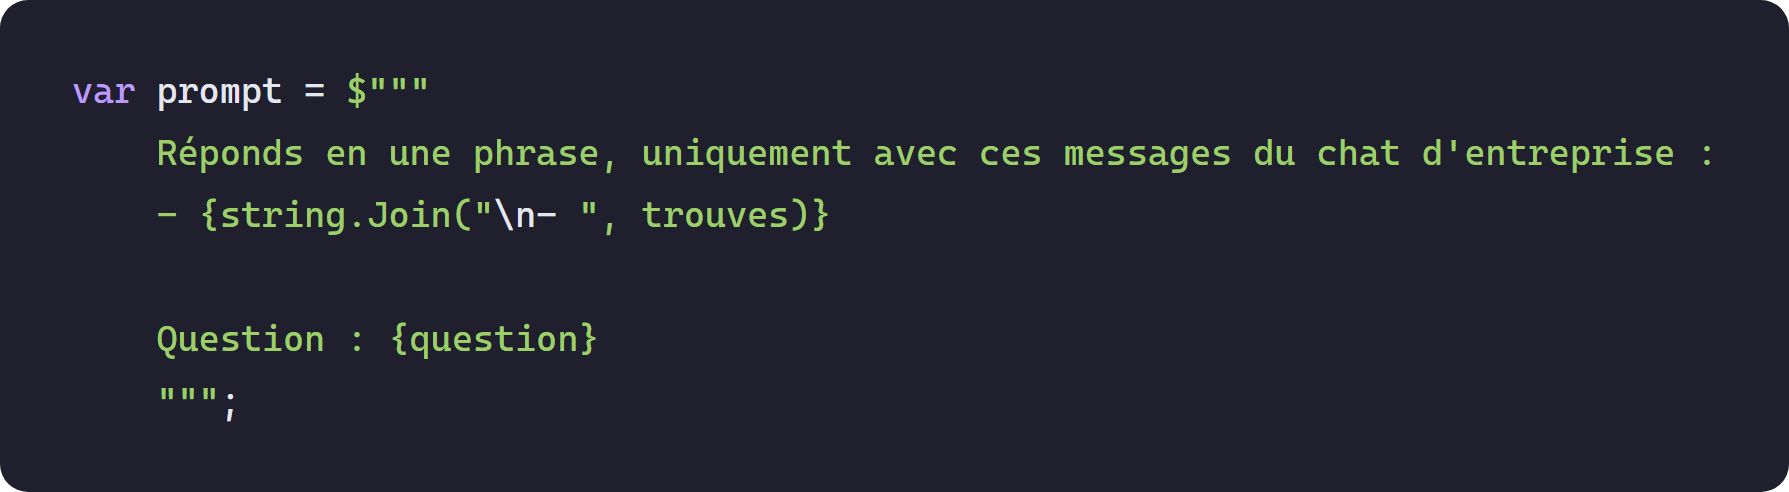 var prompt = $"""
    Réponds en une phrase, uniquement avec ces messages du chat d'entreprise :
    - {string.Join("\n- ", trouves)}

    Question : {question}
    """;